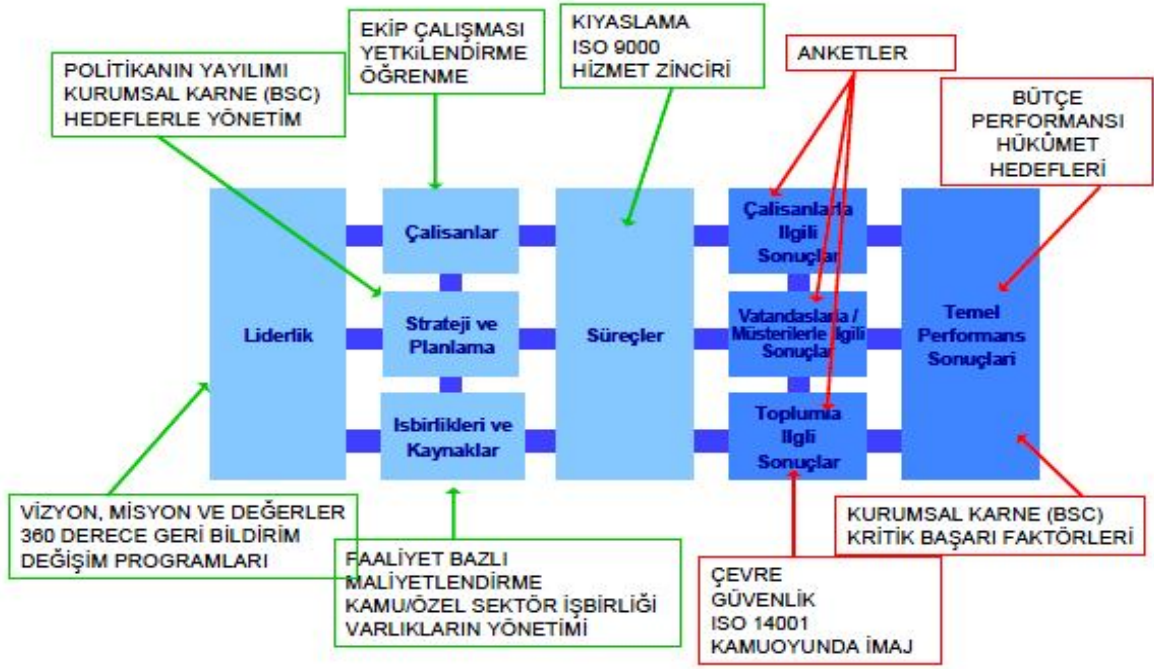 EKİP ÇALIŞMASI
YETKiLENDİRME
ÖĞRENME
KIYASLAMA
ISO 9000
HİZMET ZİNCİRİ
ANKETLER
POLİTİKANIN YAYILIMI
KURUMSAL KARNE (BSC)
HEDEFLERLE YÖNETİM
BÜTÇE
PERFORMANSI
HÜKÛMET
HEDEFLERİ
Liderlik
Çalisanlar
Strateji ve
Planlama
Isbirlikleri ve
Kaynaklar
Süreçler
Çalisanlarla
Ilgili
Sonuçlar
Vatandaslarla /
Müsterilerle Ilgili
Sonuçlar
Toplumla
Ilgli
Sonuçlar
Temel
Performans
Sonuçlari
VİZYON, MİSYON VE DEĞERLER
360 DERECE GERİ BİLDİRİM
DEĞİŞİM PROGRAMLARI
FAALİYET BAZLI
MALİYETLENDİRME
KAMU/ÖZEL SEKTÖR İŞBİRLİĞİ
VARLIKLARIN YÖNETİMİ
ÇEVRE
GÜVENLİK
ISO 14001
KAMUOYUNDA İMAJ
KURUMSAL KARNE (BSC)
KRİTİK BAŞARI FAKTÖRLERİ